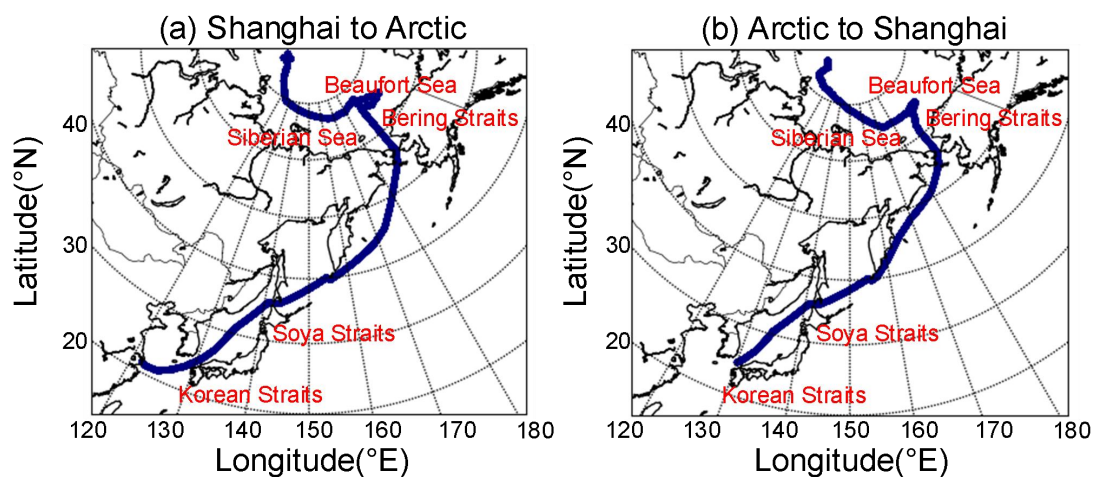 (a) Shanghai to Arctic
Beaufort Sea
Bering Straits
Siberian Sea
Soya Straits
Korean Straits
40
30
20
Latitude(°N)
120 130 140 150 160 170 180
Longitude(°E)
(b) Arctic to Shanghai
Beaufort Sea
Bering Straits
Siberian Sea
Soya Straits
Korean Straits
40
30
20
Latitude(°N)
120 130 140 150 160 170 180
Longitude(°E)